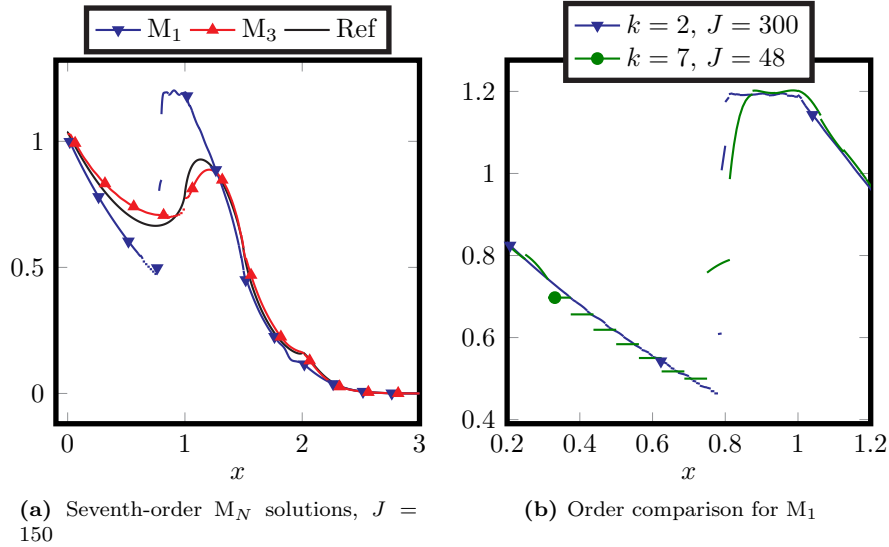 M1 M3 Ref
k = 2, J = 300
k = 7, J = 48
1
0.5
0
0 1 2 3
x
1.2
1
0.8
0.6
0.4
0.2 0.4 0.6 0.8 1 1.2
x
(a) Seventh-order MN solutions, J =
150
(b) Order comparison for M1